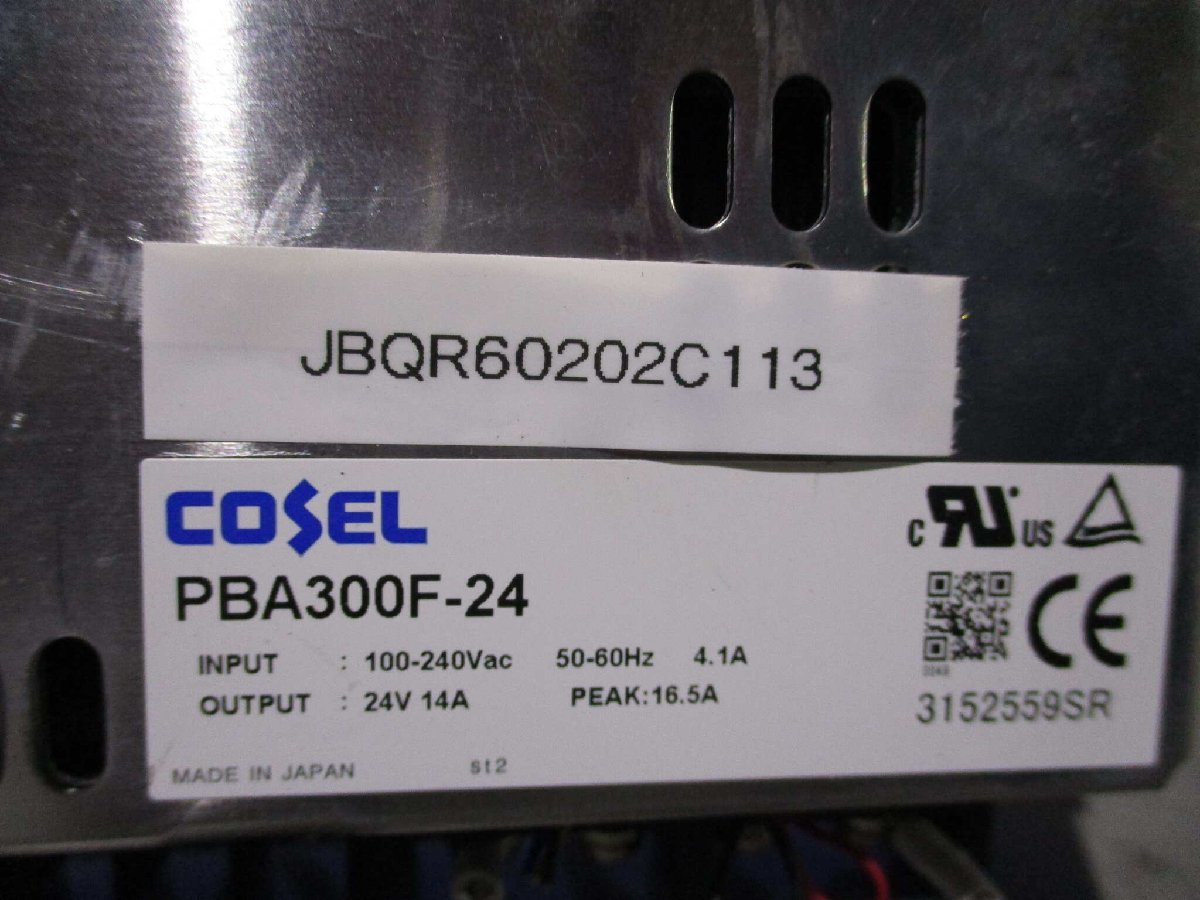 JBQR60202C113
COSEL
PBA300F-24
INPUT : 100-240Vac 50-60Hz 4.1A
OUTPUT : 24V 14A PEAK:16.5A
MADE IN JAPAN st2
C RU US
CE
3152559SR